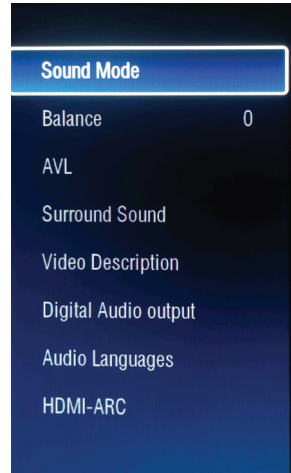 Sound Mode
Balance 0
AVL
Surround Sound
Video Description
Digital Audio output
Audio Languages
HDMI-ARC